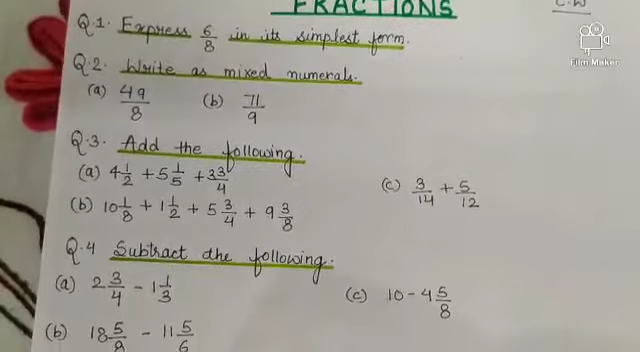 FRACTIONS
C.W
Q.1. Express 6/8 in its simplest form.
Film Maker
Q.2. Write as mixed numerals.
(a) 49/8 (b) 71/9
Q.3. Add the following.
(a) 4 1/2 + 5 1/5 + 3 3/4
(c) 3/14 + 5/12
(b) 10 1/8 + 1 1/2 + 5 3/4 + 9 3/8
Q.4 Subtract the following.
(a) 2 3/4 - 1 1/3
(c) 10 - 4 5/8
(b) 18 5/8 - 11 5/6